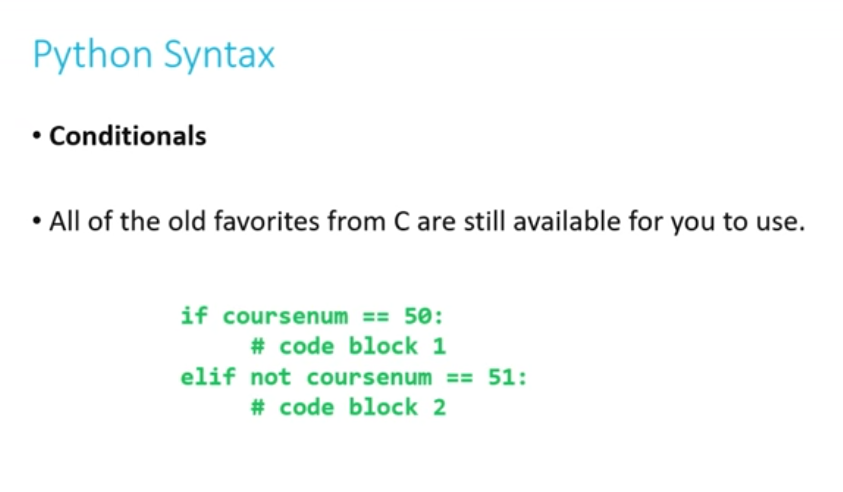 Python Syntax
• Conditionals
• All of the old favorites from C are still available for you to use.
if coursenum == 50:
# code block 1
elif not coursenum == 51:
# code block 2